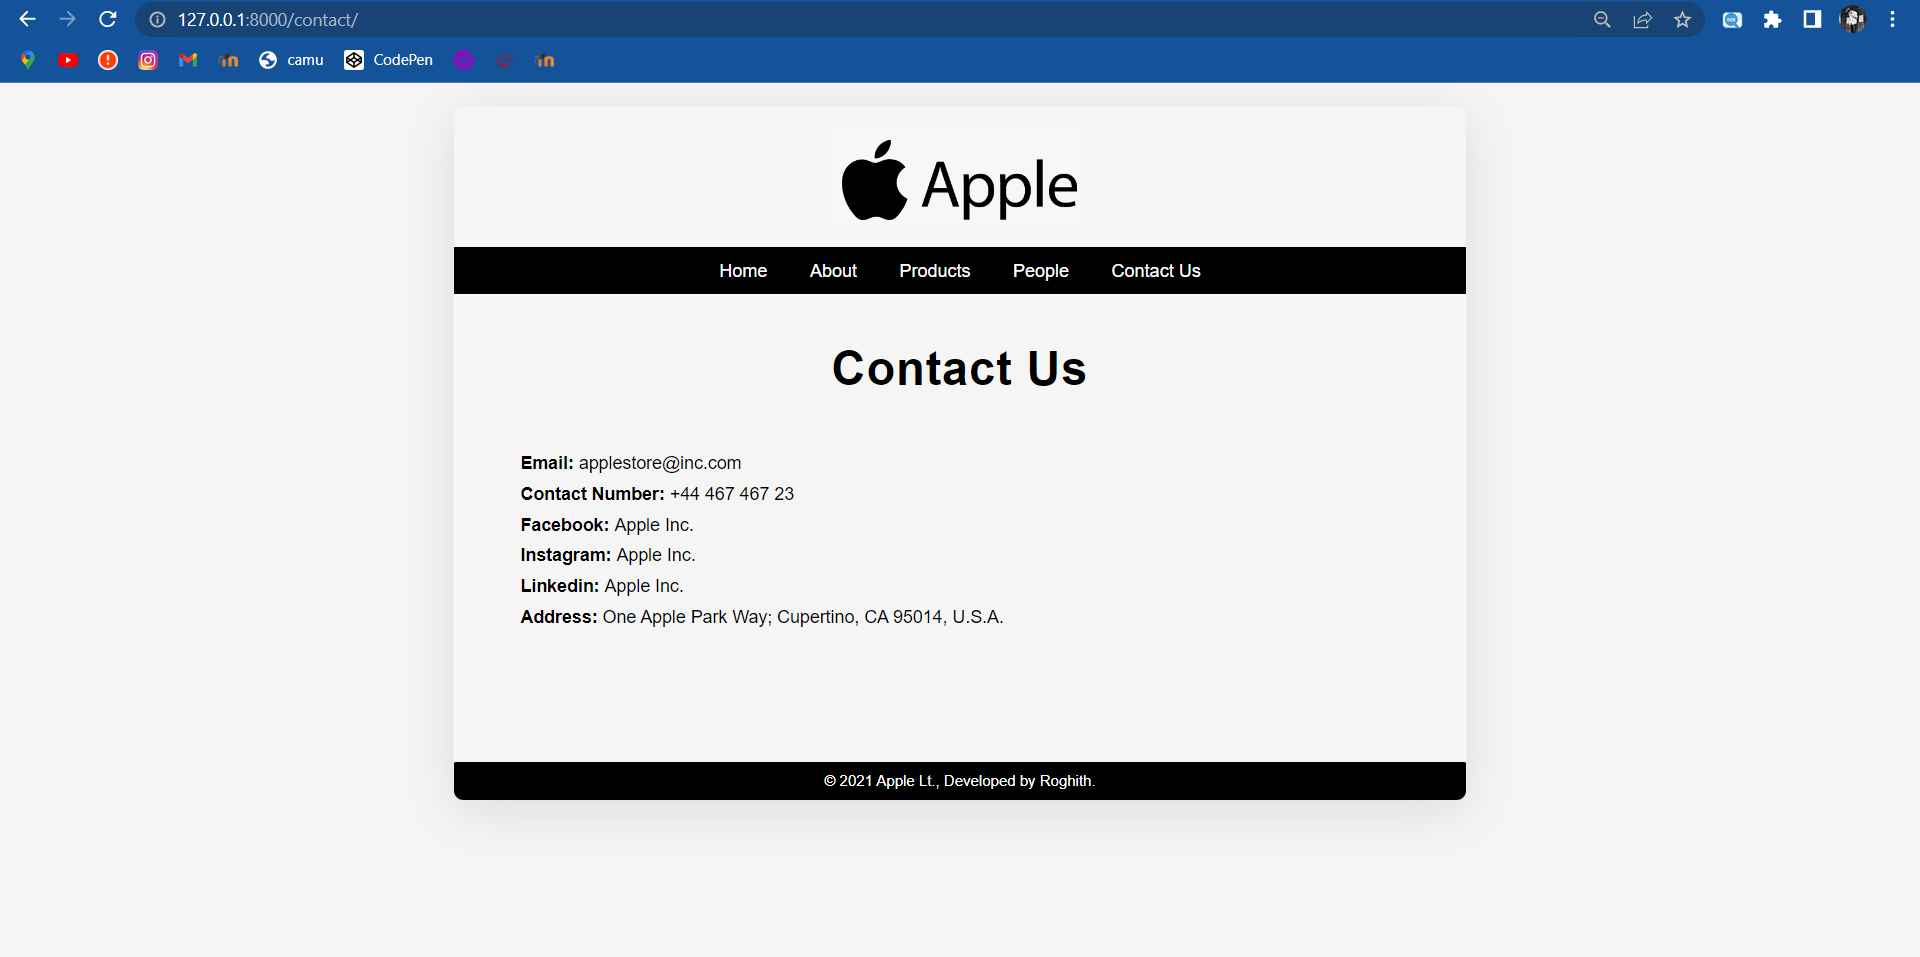 127.0.0.1:8000/contact/
camu CodePen
Apple
Home About Products People Contact Us
Contact Us
Email: applestore@inc.com
Contact Number: +44 467 467 23
Facebook: Apple Inc.
Instagram: Apple Inc.
Linkedin: Apple Inc.
Address: One Apple Park Way; Cupertino, CA 95014, U.S.A.
© 2021 Apple Lt., Developed by Roghith.